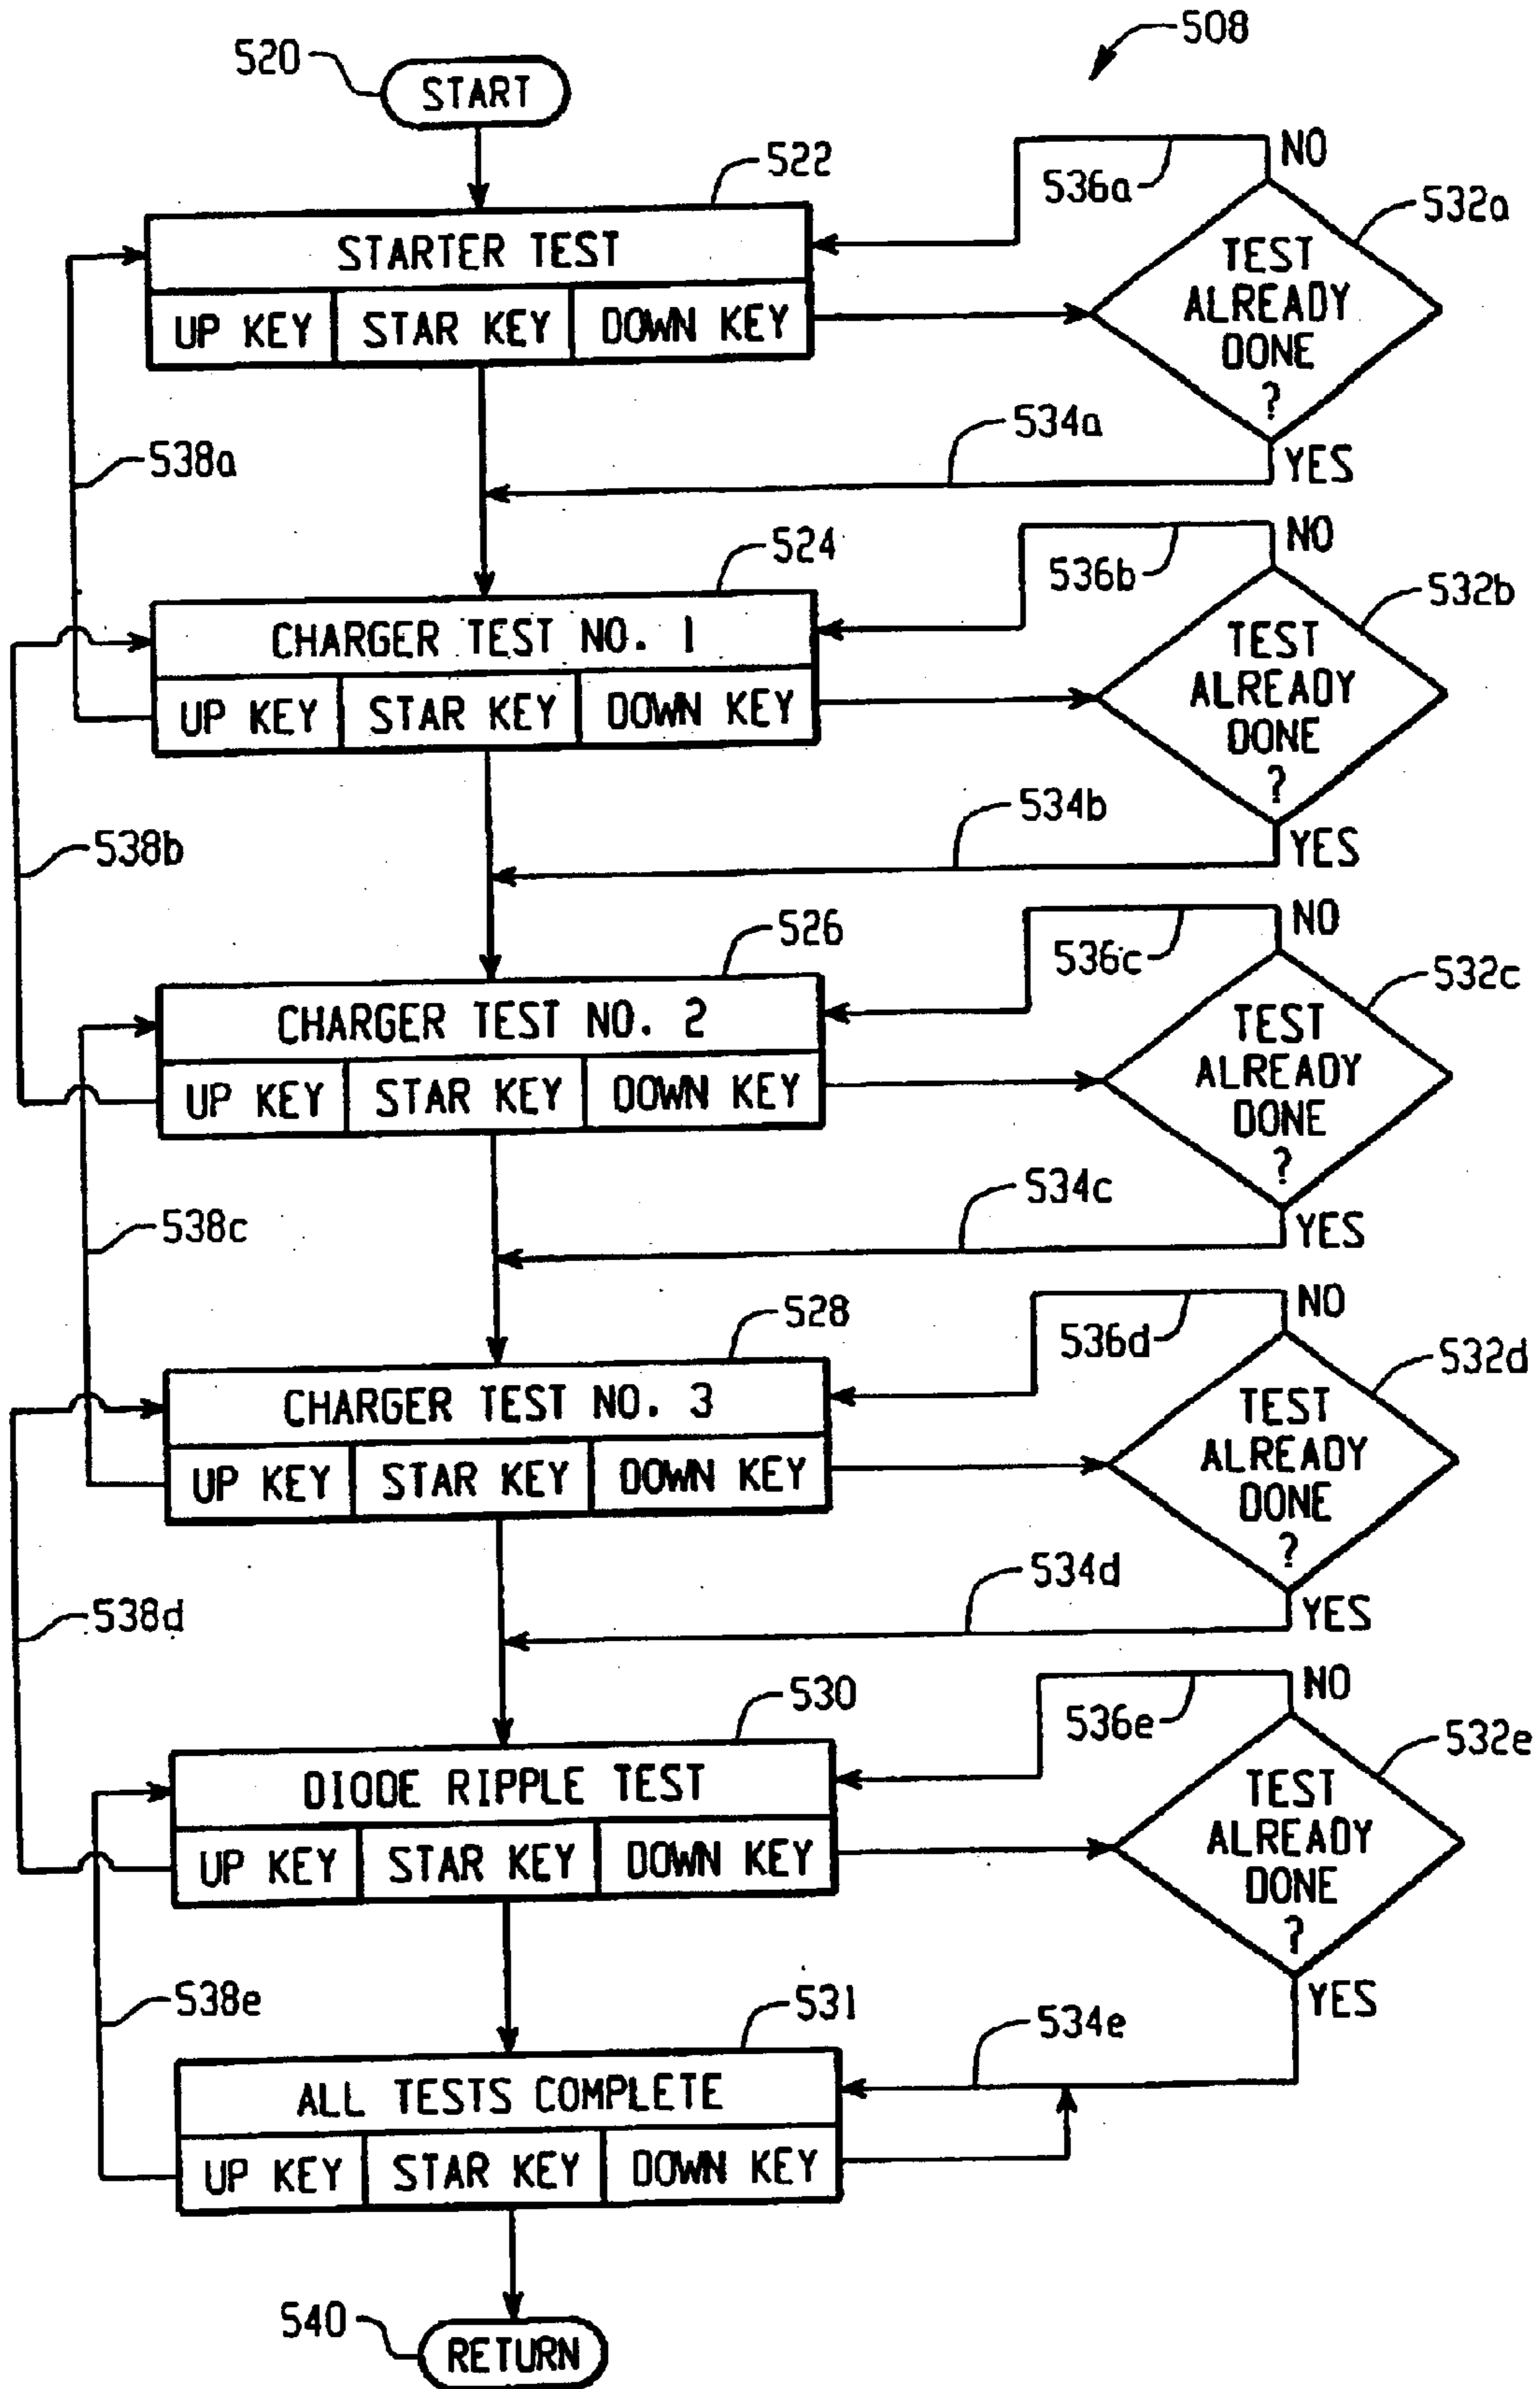 508
520
START
522
NO
536a
532a
STARTER TEST
UP KEY STAR KEY DOWN KEY
TEST
ALREADY
DONE
?
534a
YES
538a
524
NO
536b
532b
CHARGER TEST NO. 1
UP KEY STAR KEY DOWN KEY
TEST
ALREADY
DONE
?
534b
YES
538b
526
NO
536c
532c
CHARGER TEST NO. 2
UP KEY STAR KEY DOWN KEY
TEST
ALREADY
DONE
?
534c
YES
538c
528
NO
536d
532d
CHARGER TEST NO. 3
UP KEY STAR KEY DOWN KEY
TEST
ALREADY
DONE
?
534d
YES
538d
530
NO
536e
532e
DIODE RIPPLE TEST
UP KEY STAR KEY DOWN KEY
TEST
ALREADY
DONE
?
YES
538e
531
534e
ALL TESTS COMPLETE
UP KEY STAR KEY DOWN KEY
540
RETURN